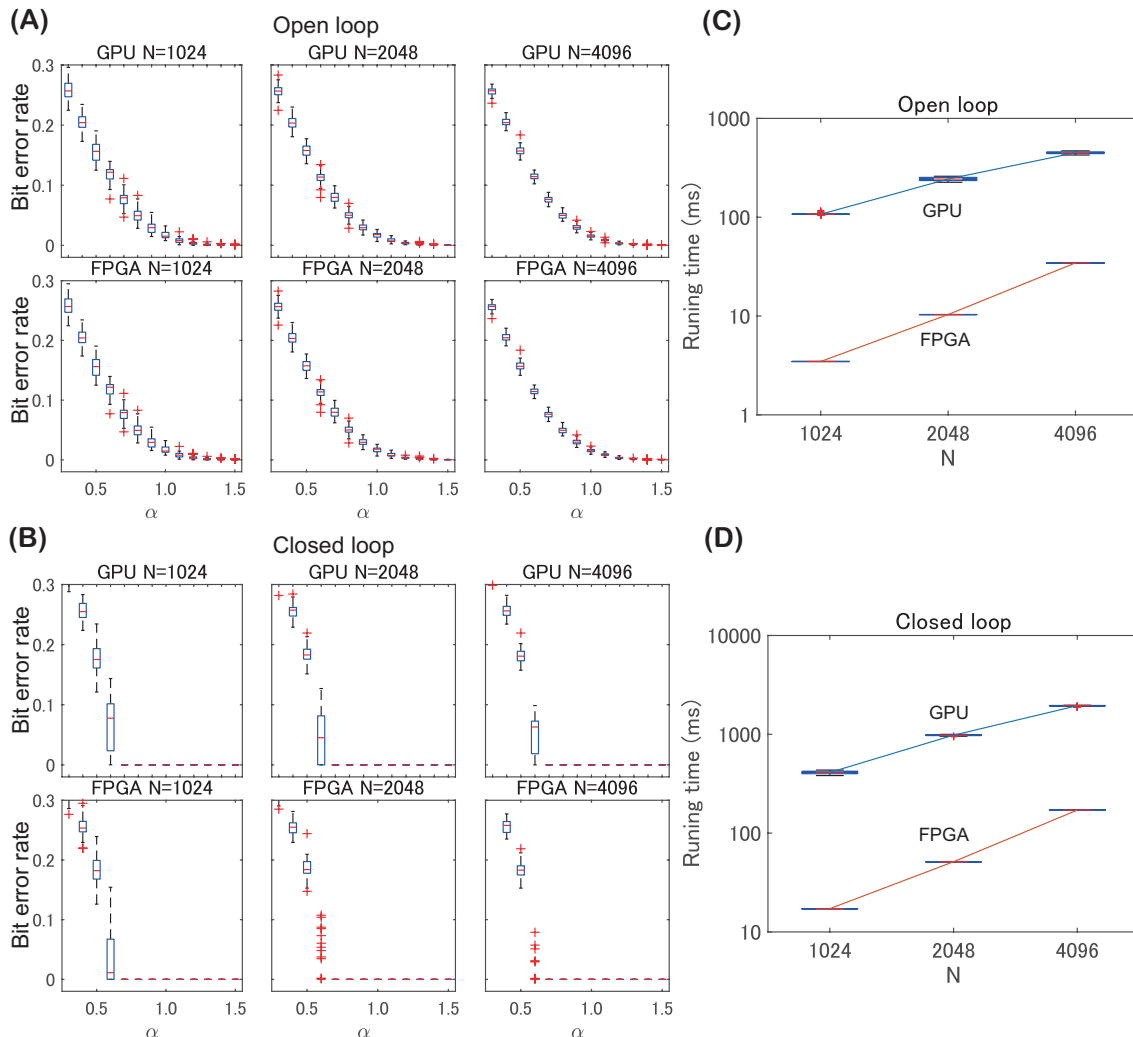 (A)
Open loop
GPU N=1024
GPU N=2048
GPU N=4096
Bit error rate
0.3
0.2
0.1
0
FPGA N=1024
FPGA N=2048
FPGA N=4096
Bit error rate
0.3
0.2
0.1
0
0.5 1.0 1.5
0.5 1.0 1.5
0.5 1.0 1.5
α
α
α
(B)
Closed loop
GPU N=1024
GPU N=2048
GPU N=4096
Bit error rate
0.3
0.2
0.1
0
FPGA N=1024
FPGA N=2048
FPGA N=4096
Bit error rate
0.3
0.2
0.1
0
0.5 1.0 1.5
0.5 1.0 1.5
0.5 1.0 1.5
α
α
α
(C)
Open loop
Runing time (ms)
1000
100
10
1
GPU
FPGA
1024 2048 4096
N
(D)
Closed loop
Runing time (ms)
10000
1000
100
10
GPU
FPGA
1024 2048 4096
N